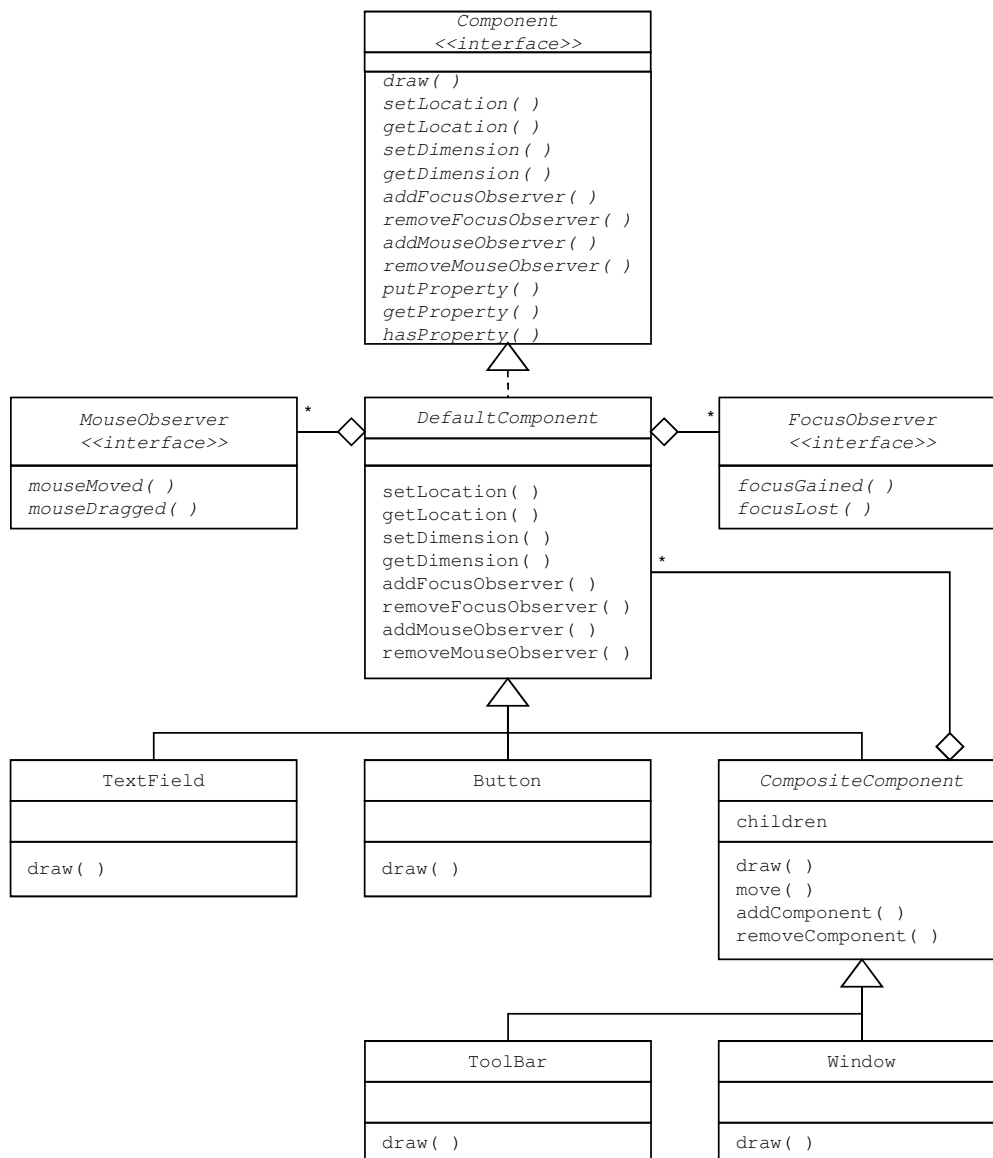 Component
<<interface>>
draw( )
setLocation( )
getLocation( )
setDimension( )
getDimension( )
addFocusObserver( )
removeFocusObserver( )
addMouseObserver( )
removeMouseObserver( )
putProperty( )
getProperty( )
hasProperty( )
MouseObserver
<<interface>>
mouseMoved( )
mouseDragged( )
*
DefaultComponent
setLocation( )
getLocation( )
setDimension( )
getDimension( )
addFocusObserver( )
removeFocusObserver( )
addMouseObserver( )
removeMouseObserver( )
*
FocusObserver
<<interface>>
focusGained( )
focusLost( )
*
TextField
draw( )
Button
draw( )
CompositeComponent
children
draw( )
move( )
addComponent( )
removeComponent( )
ToolBar
draw( )
Window
draw( )